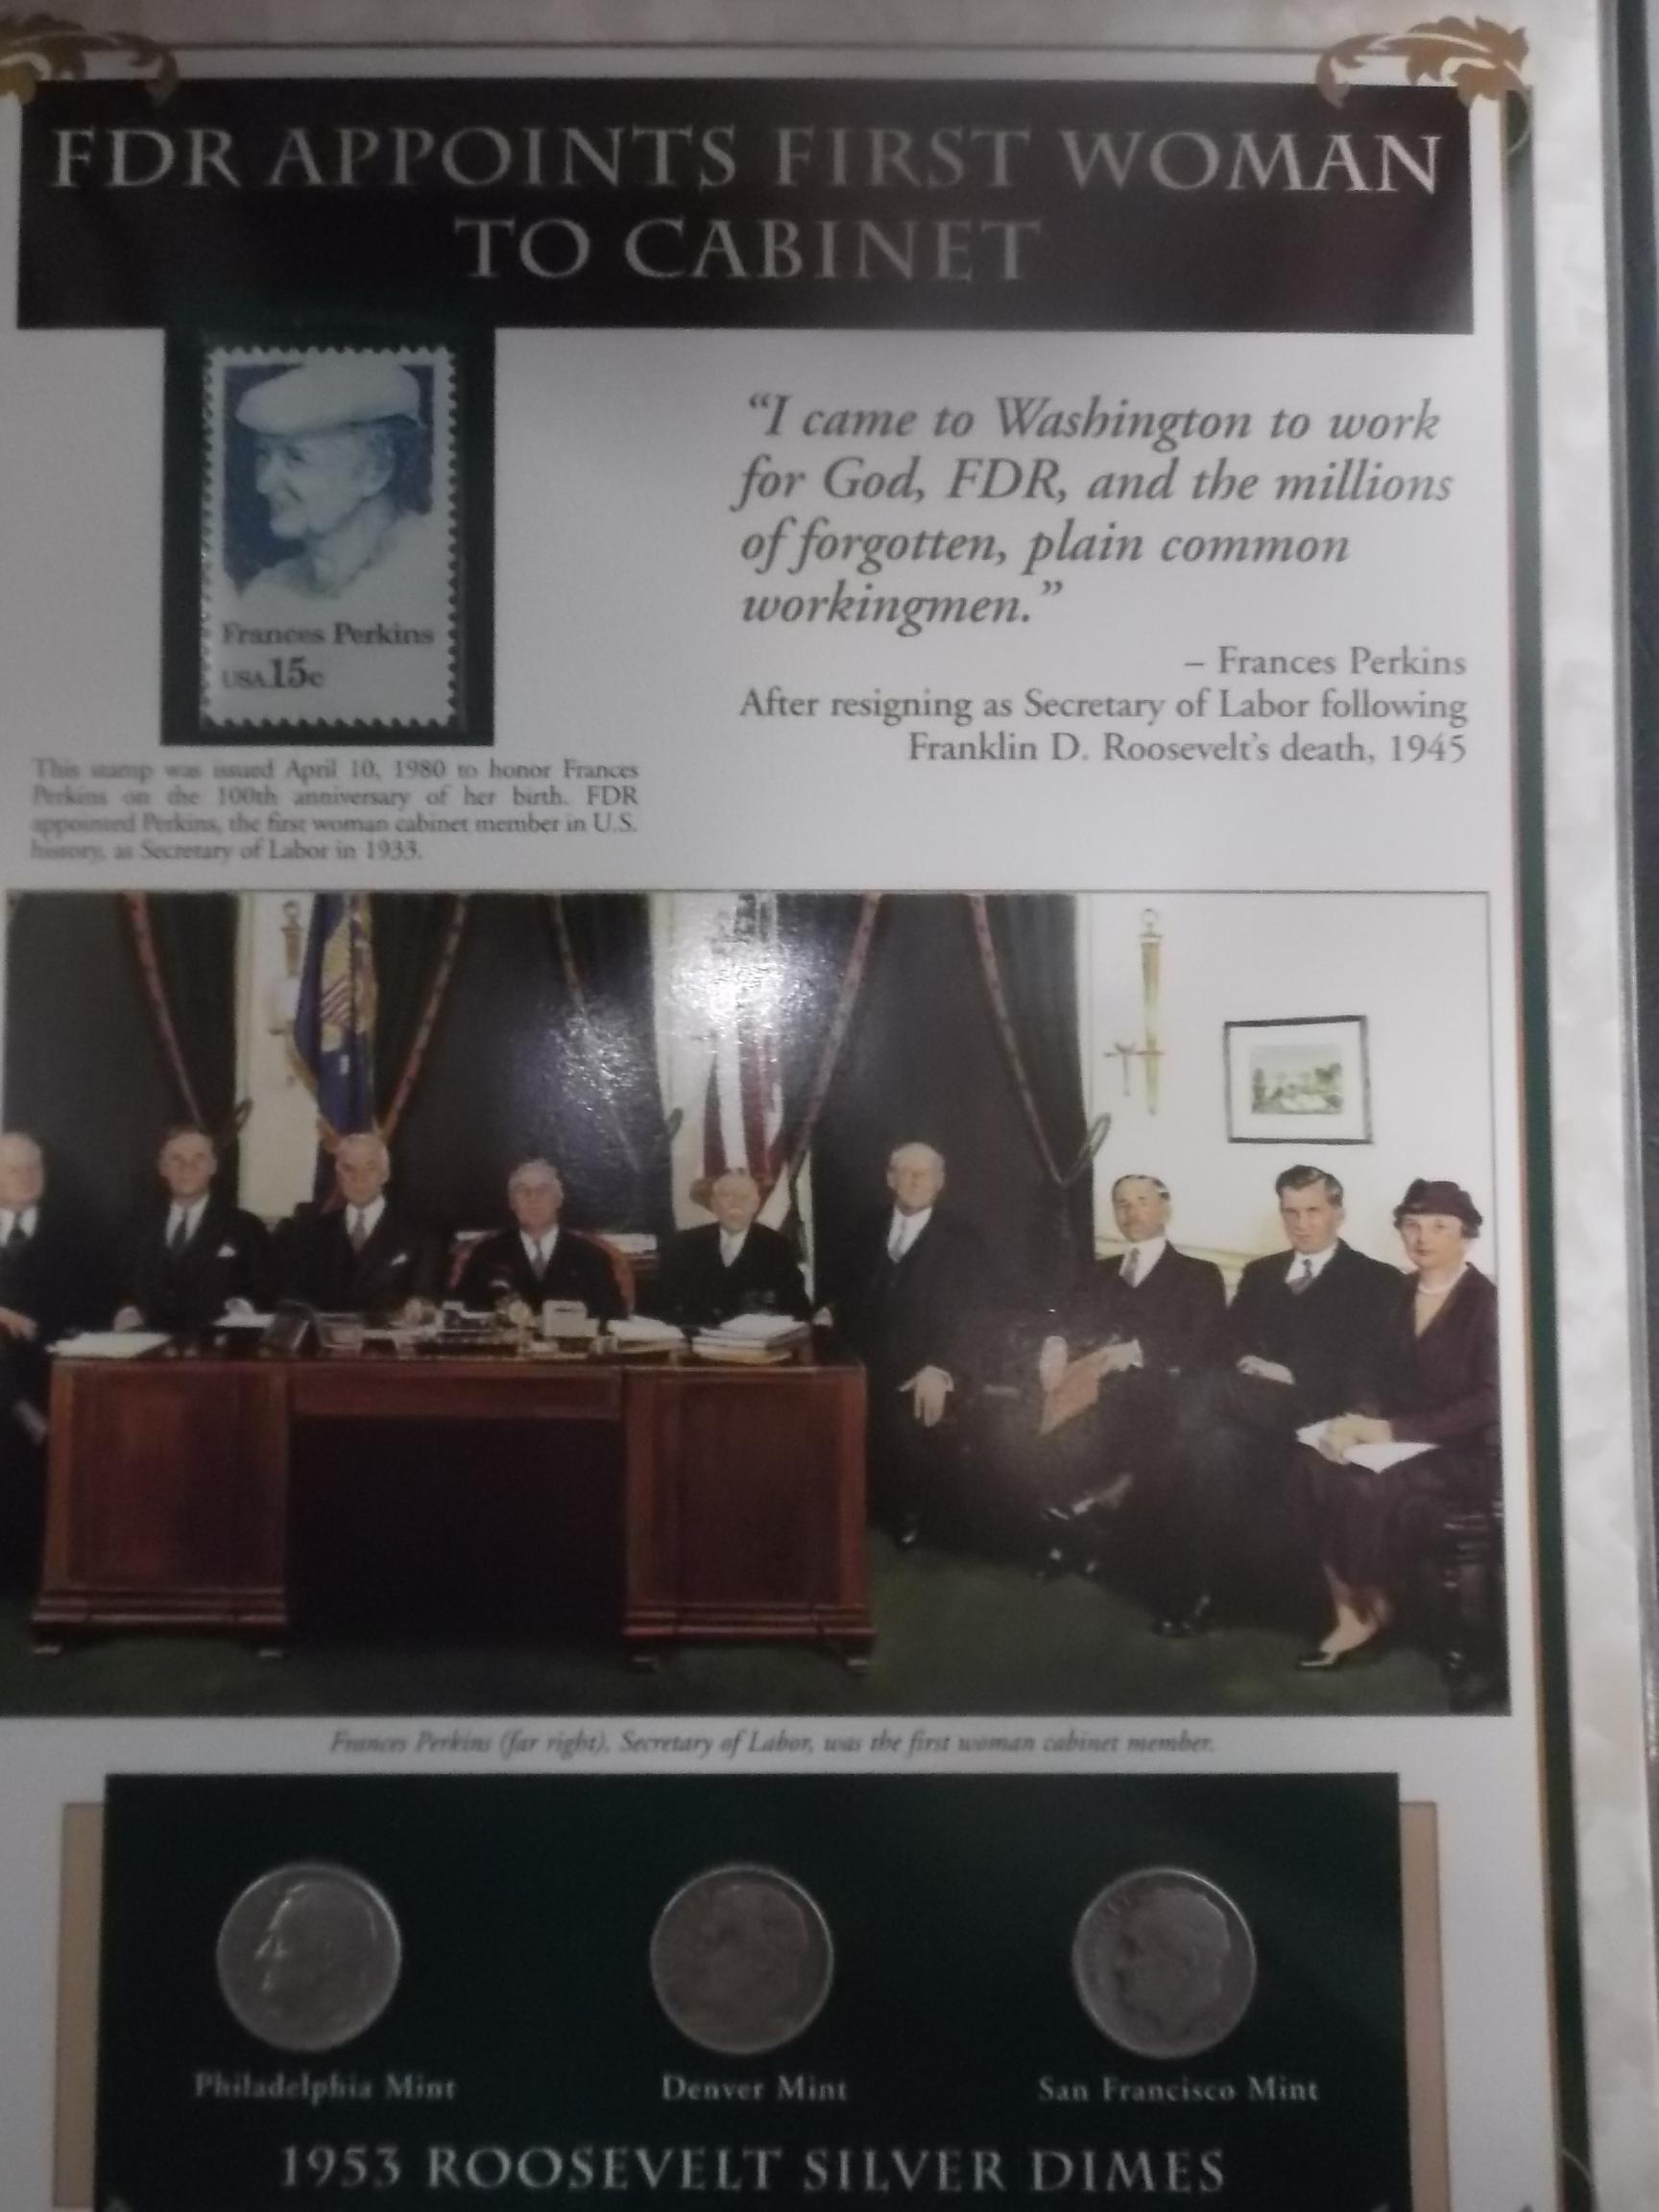 FDR APPOINTS FIRST WOMAN
TO CABINET
Frances Perkins
USA 15c
"I came to Washington to work
for God, FDR, and the millions
of forgotten, plain common
workingmen."
– Frances Perkins
After resigning as Secretary of Labor following
Franklin D. Roosevelt's death, 1945
This stamp was issued April 10, 1980 to honor Frances
Perkins on the 100th anniversary of her birth. FDR
appointed Perkins, the first woman cabinet member in U.S.
history, as Secretary of Labor in 1933.
Frances Perkins (far right), Secretary of Labor, was the first woman cabinet member.
Philadelphia Mint
Denver Mint
San Francisco Mint
1953 ROOSEVELT SILVER DIMES